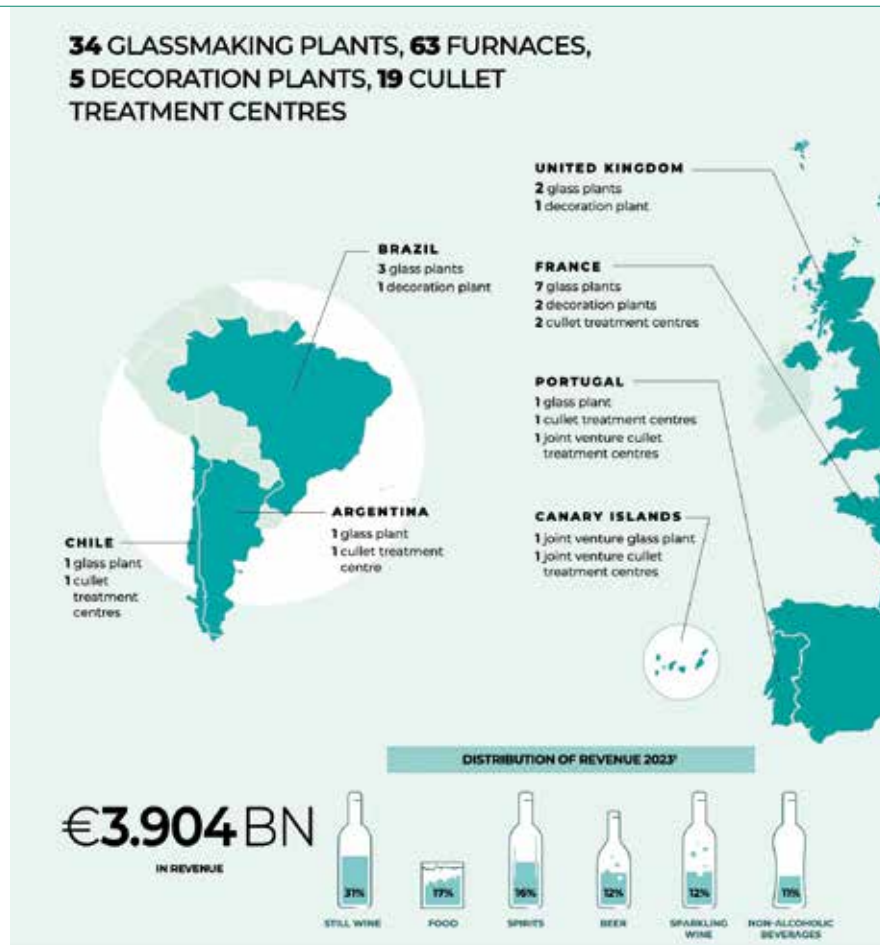 34 GLASSMAKING PLANTS, 63 FURNACES,
5 DECORATION PLANTS, 19 CULLET
TREATMENT CENTRES
UNITED KINGDOM
2 glass plants
1 decoration plant
BRAZIL
3 glass plants
1 decoration plant
FRANCE
7 glass plants
2 decoration plants
2 cullet treatment centres
PORTUGAL
1 glass plant
1 cullet treatment centres
1 joint venture cullet
treatment centres
ARGENTINA
1 glass plant
1 cullet treatment
centre
CANARY ISLANDS
1 joint venture glass plant
1 joint venture cullet
treatment centres
CHILE
1 glass plant
1 cullet
treatment
centres
DISTRIBUTION OF REVENUE 2023¹
€3.904 BN
IN REVENUE
31%
17%
16%
12%
12%
11%
STILL WINE
FOOD
SPIRITS
BEER
SPARKLING
WINE
NON-ALCOHOLIC
BEVERAGES